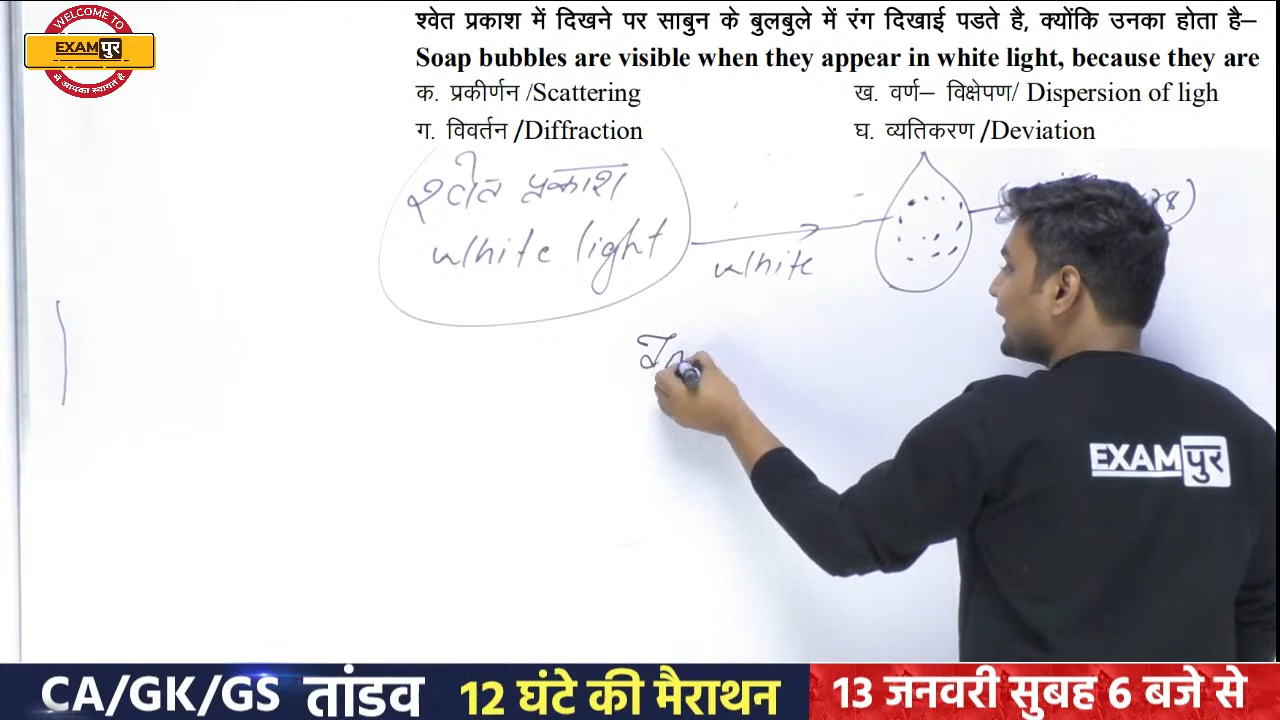 WELCOME TO
EXAMपुर
में आपका स्वागत है
श्वेत प्रकाश में दिखने पर साबुन के बुलबुले में रंग दिखाई पडते है, क्योंकि उनका होता है–
Soap bubbles are visible when they appear in white light, because they are
क. प्रकीर्णन /Scattering
ख. वर्ण– विक्षेपण/ Dispersion of ligh
ग. विवर्तन /Diffraction
घ. व्यतिकरण /Deviation
श्वेत प्रकाश
white light
white
EXAMपुर
CA/GK/GS तांडव 12 घंटे की मैराथन 13 जनवरी सुबह 6 बजे से